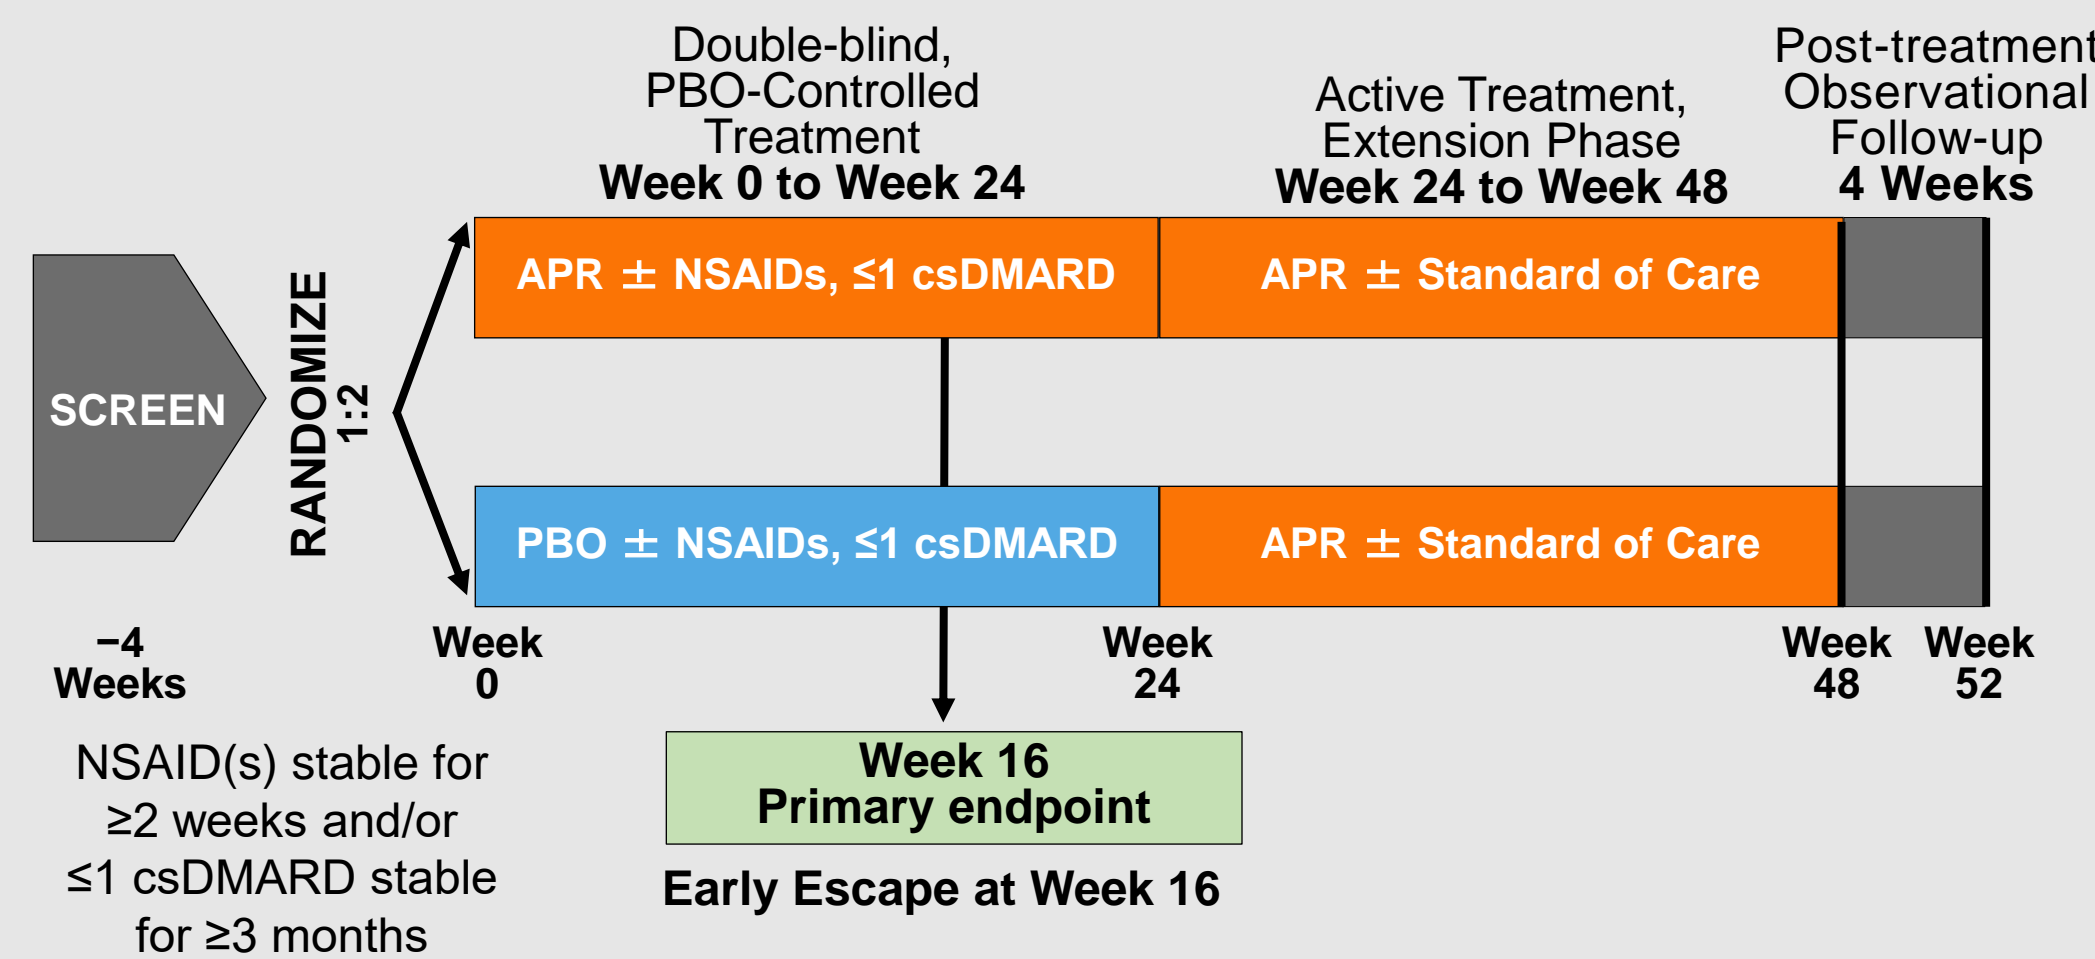 Double-blind,
PBO-Controlled
Treatment
Week 0 to Week 24
Active Treatment,
Extension Phase
Week 24 to Week 48
Post-treatment
Observational
Follow-up
4 Weeks
SCREEN
RANDOMIZE
1:2
APR ± NSAIDs, ≤1 csDMARD
APR ± Standard of Care
PBO ± NSAIDs, ≤1 csDMARD
APR ± Standard of Care
−4
Weeks
Week
0
Week
24
Week
48
Week
52
NSAID(s) stable for
≥2 weeks and/or
≤1 csDMARD stable
for ≥3 months
Week 16
Primary endpoint
Early Escape at Week 16